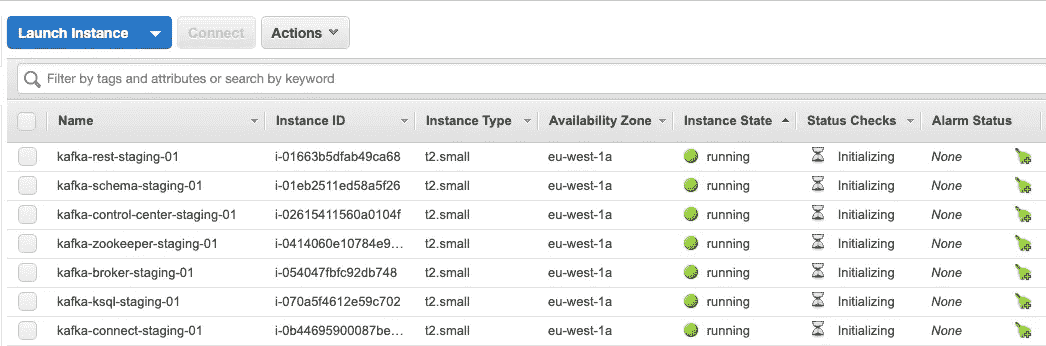 Launch Instance Connect Actions
Filter by tags and attributes or search by keyword
Name Instance ID Instance Type Availability Zone Instance State Status Checks Alarm Status
kafka-rest-staging-01 i-01663b5dfab49ca68 t2.small eu-west-1a running Initializing None
kafka-schema-staging-01 i-01eb2511ed58a5f26 t2.small eu-west-1a running Initializing None
kafka-control-center-staging-01 i-02615411560a0104f t2.small eu-west-1a running Initializing None
kafka-zookeeper-staging-01 i-0414060e10784e9... t2.small eu-west-1a running Initializing None
kafka-broker-staging-01 i-054047fbfc92db748 t2.small eu-west-1a running Initializing None
kafka-ksql-staging-01 i-070a5f4612e59c702 t2.small eu-west-1a running Initializing None
kafka-connect-staging-01 i-0b44695900087be... t2.small eu-west-1a running Initializing None